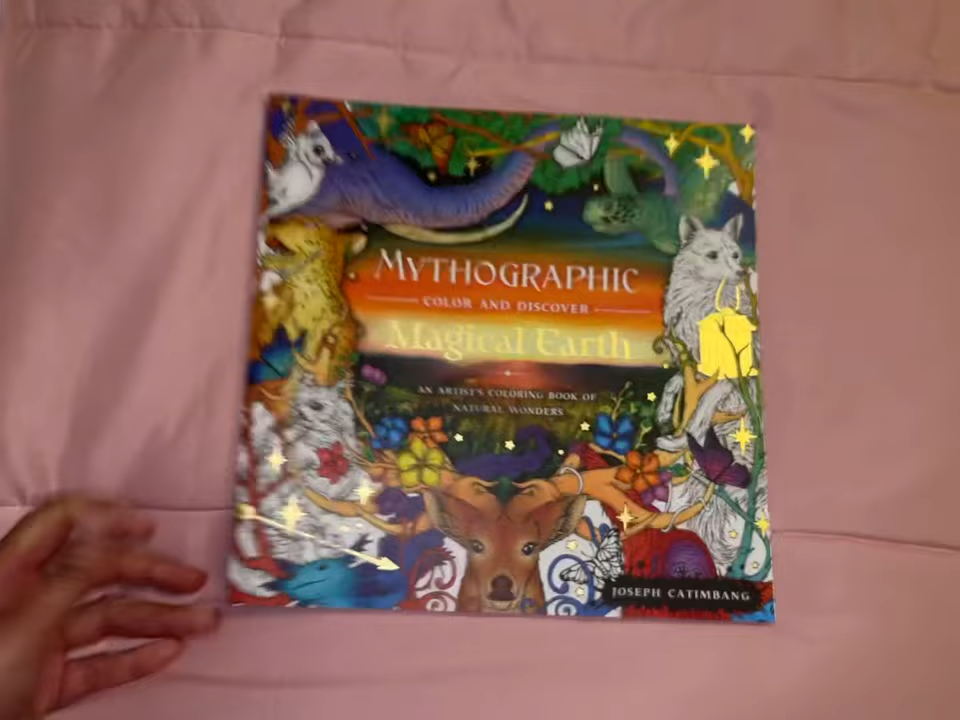 MYTHOGRAPHIC
COLOR AND DISCOVER
Magical Earth
AN ARTIST'S COLORING BOOK OF
NATURAL WONDERS
JOSEPH CATIMBANG